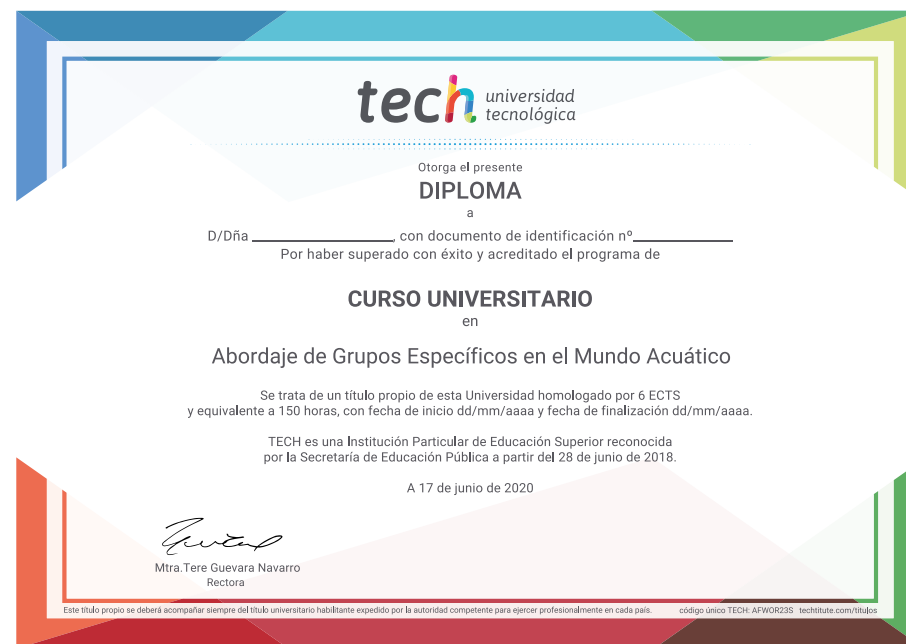 tech universidad
tecnológica
Otorga el presente
DIPLOMA
a
D/Dña ________________, con documento de identificación nº____________
Por haber superado con éxito y acreditado el programa de
CURSO UNIVERSITARIO
en
Abordaje de Grupos Específicos en el Mundo Acuático
Se trata de un título propio de esta Universidad homologado por 6 ECTS
y equivalente a 150 horas, con fecha de inicio dd/mm/aaaa y fecha de finalización dd/mm/aaaa.
TECH es una Institución Particular de Educación Superior reconocida
por la Secretaría de Educación Pública a partir del 28 de junio de 2018.
A 17 de junio de 2020
Mtra.Tere Guevara Navarro
Rectora
Este título propio se deberá acompañar siempre del título universitario habilitante expedido por la autoridad competente para ejercer profesionalmente en cada país. código único TECH: AFWOR23S techtitute.com/titulos